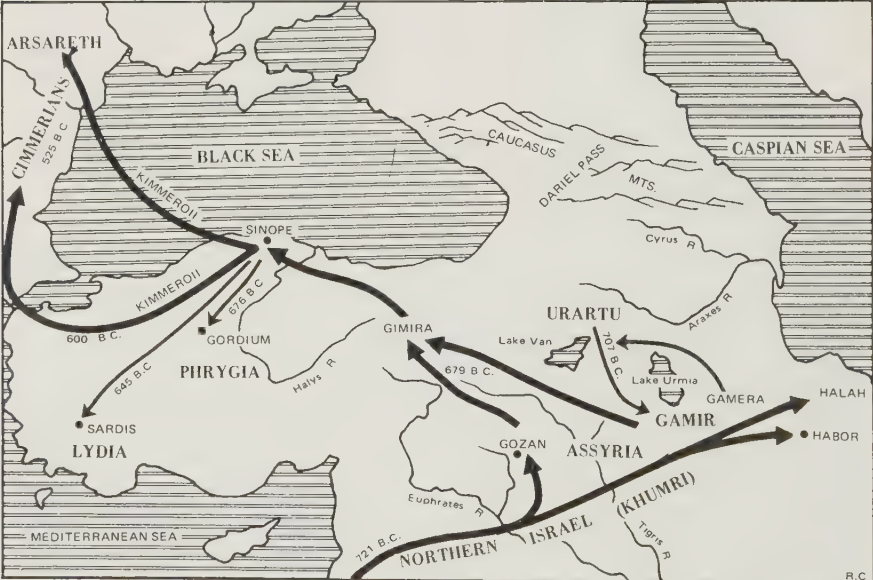 ARSARETH
CIMMERIANS
525 B C
BLACK SEA
CAUCASUS
DARIEL PASS
MTS.
CASPIAN SEA
KIMMEROII
SINOPE
Cyrus R
KIMMEROII
676 B C
600 B.C.
GORDIUM
GIMIRA
URARTU
Araxes R
Lake Van
707 B.C.
Lake Urmia
PHRYGIA
Halys R
645 B.C
679 B C.
GAMERA
HALAH
GAMIR
SARDIS
LYDIA
GOZAN
ASSYRIA
HABOR
Euphrates R
(KHUMRI)
MEDITERRANEAN SEA
721 B.C.
NORTHERN ISRAEL
Tigris R
R.C